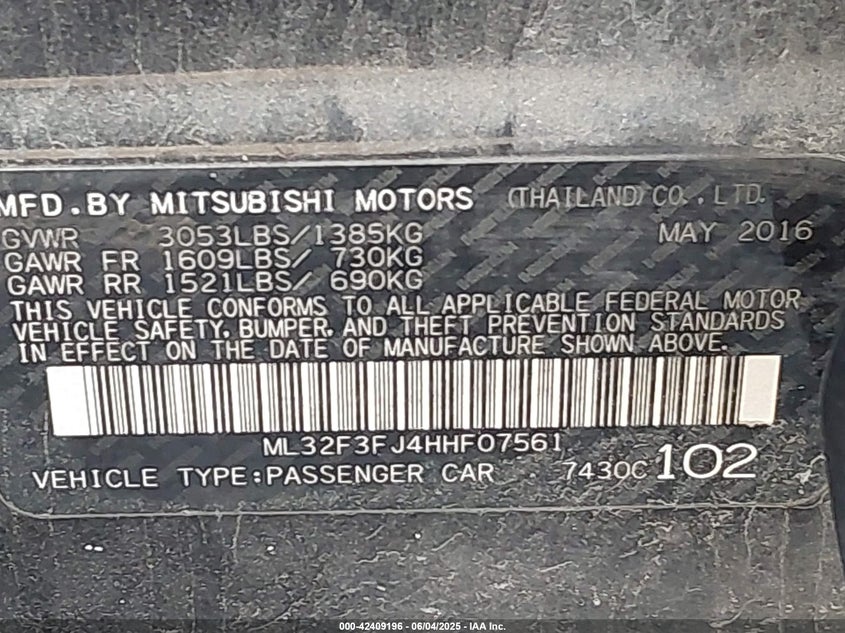 MFD.BY MITSUBISHI MOTORS (THAILAND) CO., LTD.
GVWR 3053LBS/1385KG MAY 2016
GAWR FR 1609LBS/ 730KG
GAWR RR 1521LBS/ 690KG
THIS VEHICLE CONFORMS TO ALL APPLICABLE FEDERAL MOTOR
VEHICLE SAFETY, BUMPER, AND THEFT PREVENTION STANDARDS
IN EFFECT ON THE DATE OF MANUFACTURE SHOWN ABOVE.
ML32F3FJ4HHF07561
VEHICLE TYPE:PASSENGER CAR 7430C 102
000-42409196 - 06/04/2025 - IAA Inc.